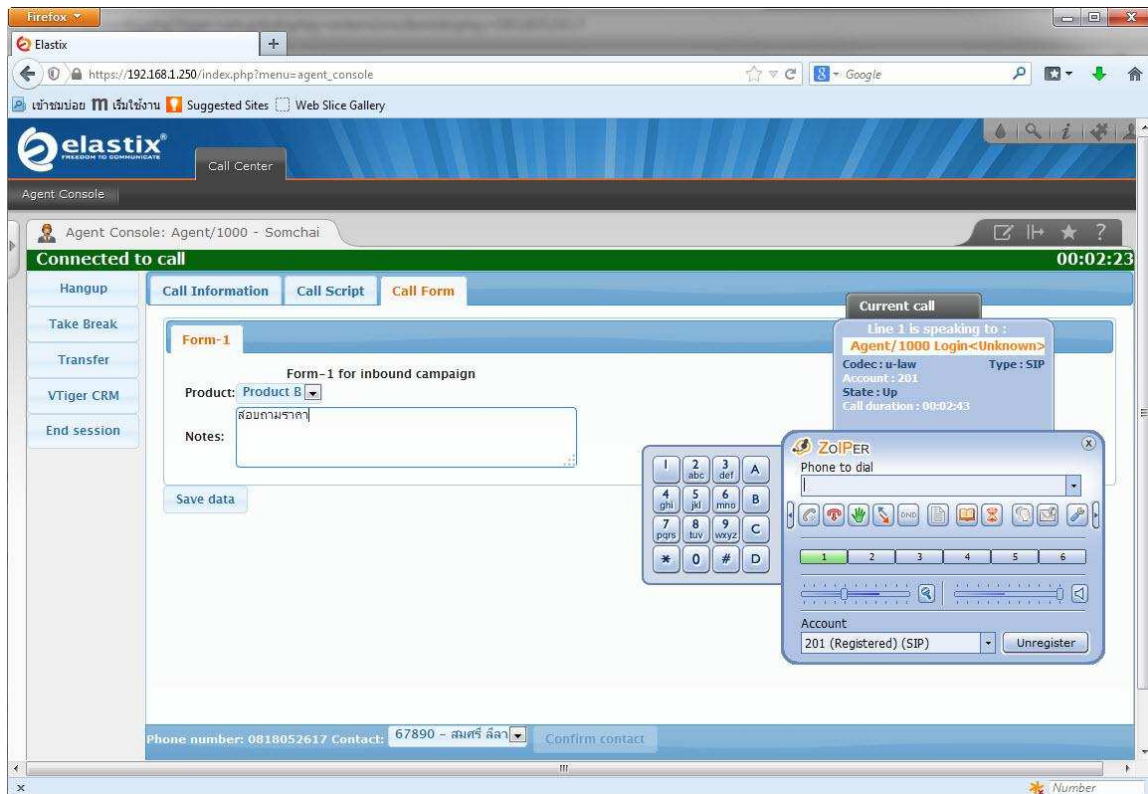 Firefox
Elastix
https://192.168.1.250/index.php?menu=agent_console
Google
เข้าชมบ่อย เริ่มใช้งาน Suggested Sites Web Slice Gallery
elastix®
FREEDOM TO COMMUNICATE
Call Center
Agent Console
Agent Console: Agent/1000 - Somchai
Connected to call 00:02:23
Hangup
Take Break
Transfer
VTiger CRM
End session
Call Information Call Script Call Form
Form-1
Form-1 for inbound campaign
Product: Product B
Notes: สอบถามราคา
Save data
Current call
Line 1 is speaking to :
Agent/1000 Login<Unknown>
Codec : u-law Type : SIP
Account : 201
State : Up
Call duration : 00:02:43
1 2 abc 3 def A
4 ghi 5 jkl 6 mno B
7 pqrs 8 tuv 9 wxyz C
* 0 # D
ZOIPER
Phone to dial
DND
1 2 3 4 5 6
Account
201 (Registered) (SIP) Unregister
Phone number: 0818052617 Contact: 67890 - สมศรี ลีลา Confirm contact
x Number